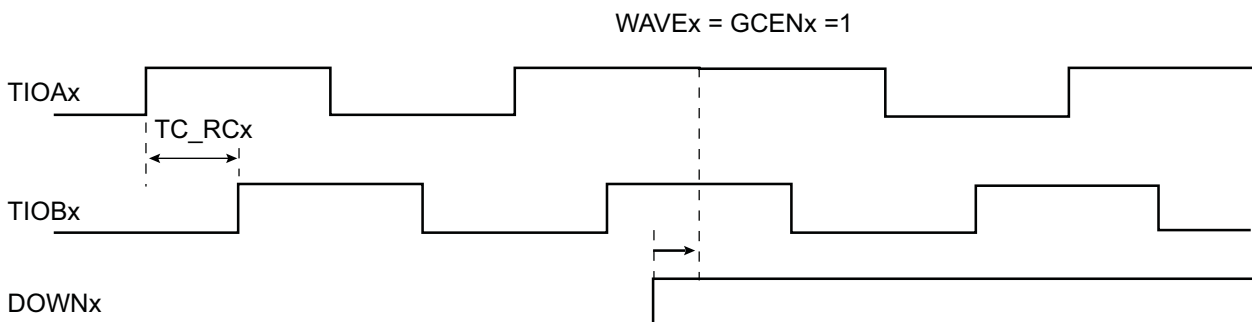 WAVEx = GCENx =1
TIOAx
TC_RCx
TIOBx
DOWNx